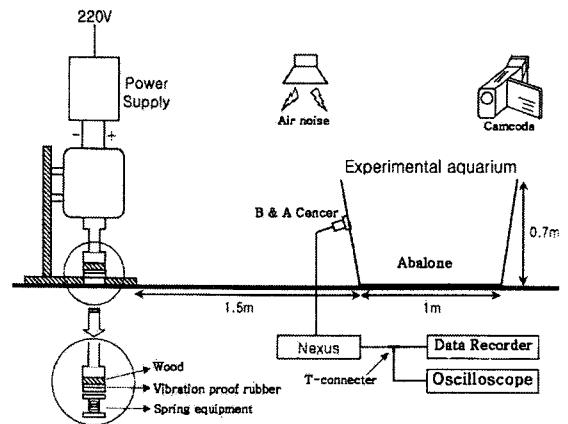 220V
Power
Supply
- +
Air noise
Camcoda
Experimental aquarium
B & A Cencer
0.7m
Abalone
1.5m
1m
Nexus
Data Recorder
T-connecter
Oscilloscope
Wood
Vibration proof rubber
Spring equipment